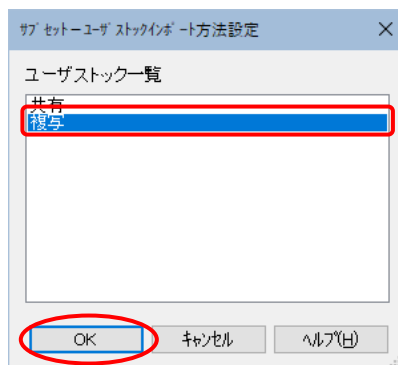 ｻﾌﾞｾｯﾄｰﾕｰｻﾞｽﾄｯｸｲﾝﾎﾟｰﾄ方法設定
ユーザストック一覧
共有
複写
OK ｷｬﾝｾﾙ ﾍﾙﾌﾟ(H)